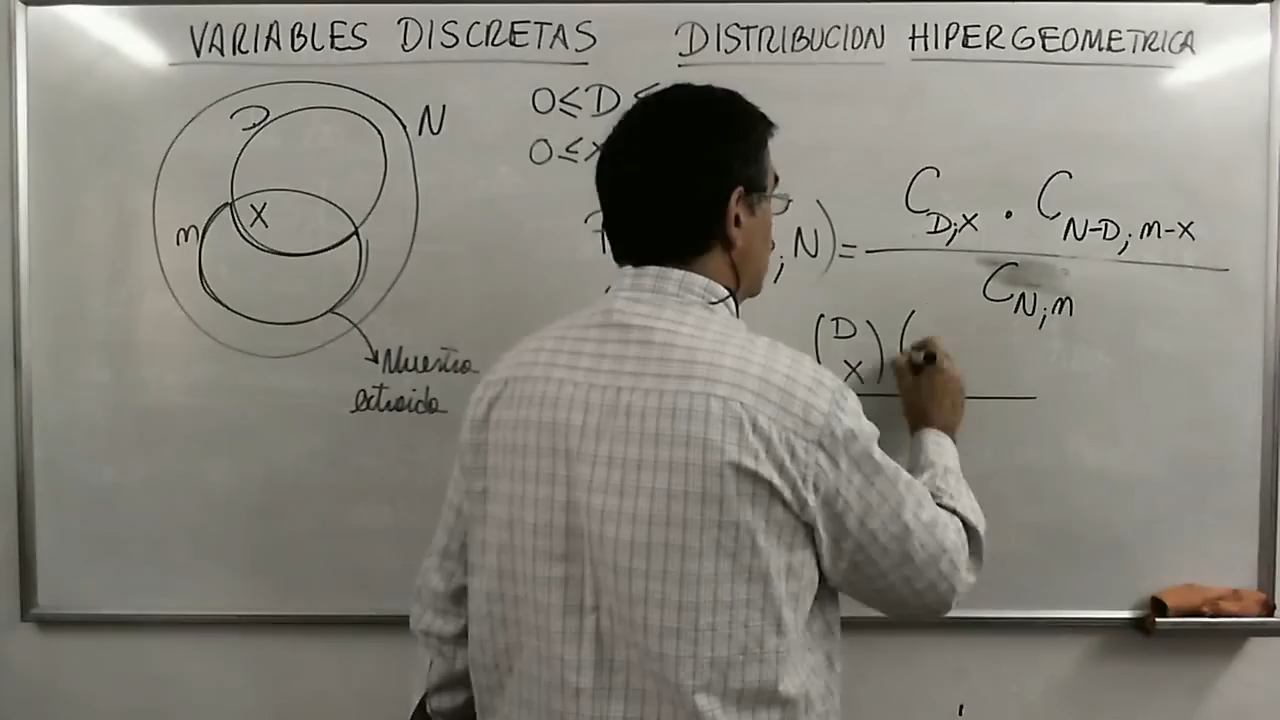 VARIABLES DISCRETAS DISTRIBUCION HIPERGEOMETRICA
D
N
0≤D≤
0≤x
m
X
; N) = C D;X · C N-D; m-X
C N;m
(D X) (
Muestra
extraida